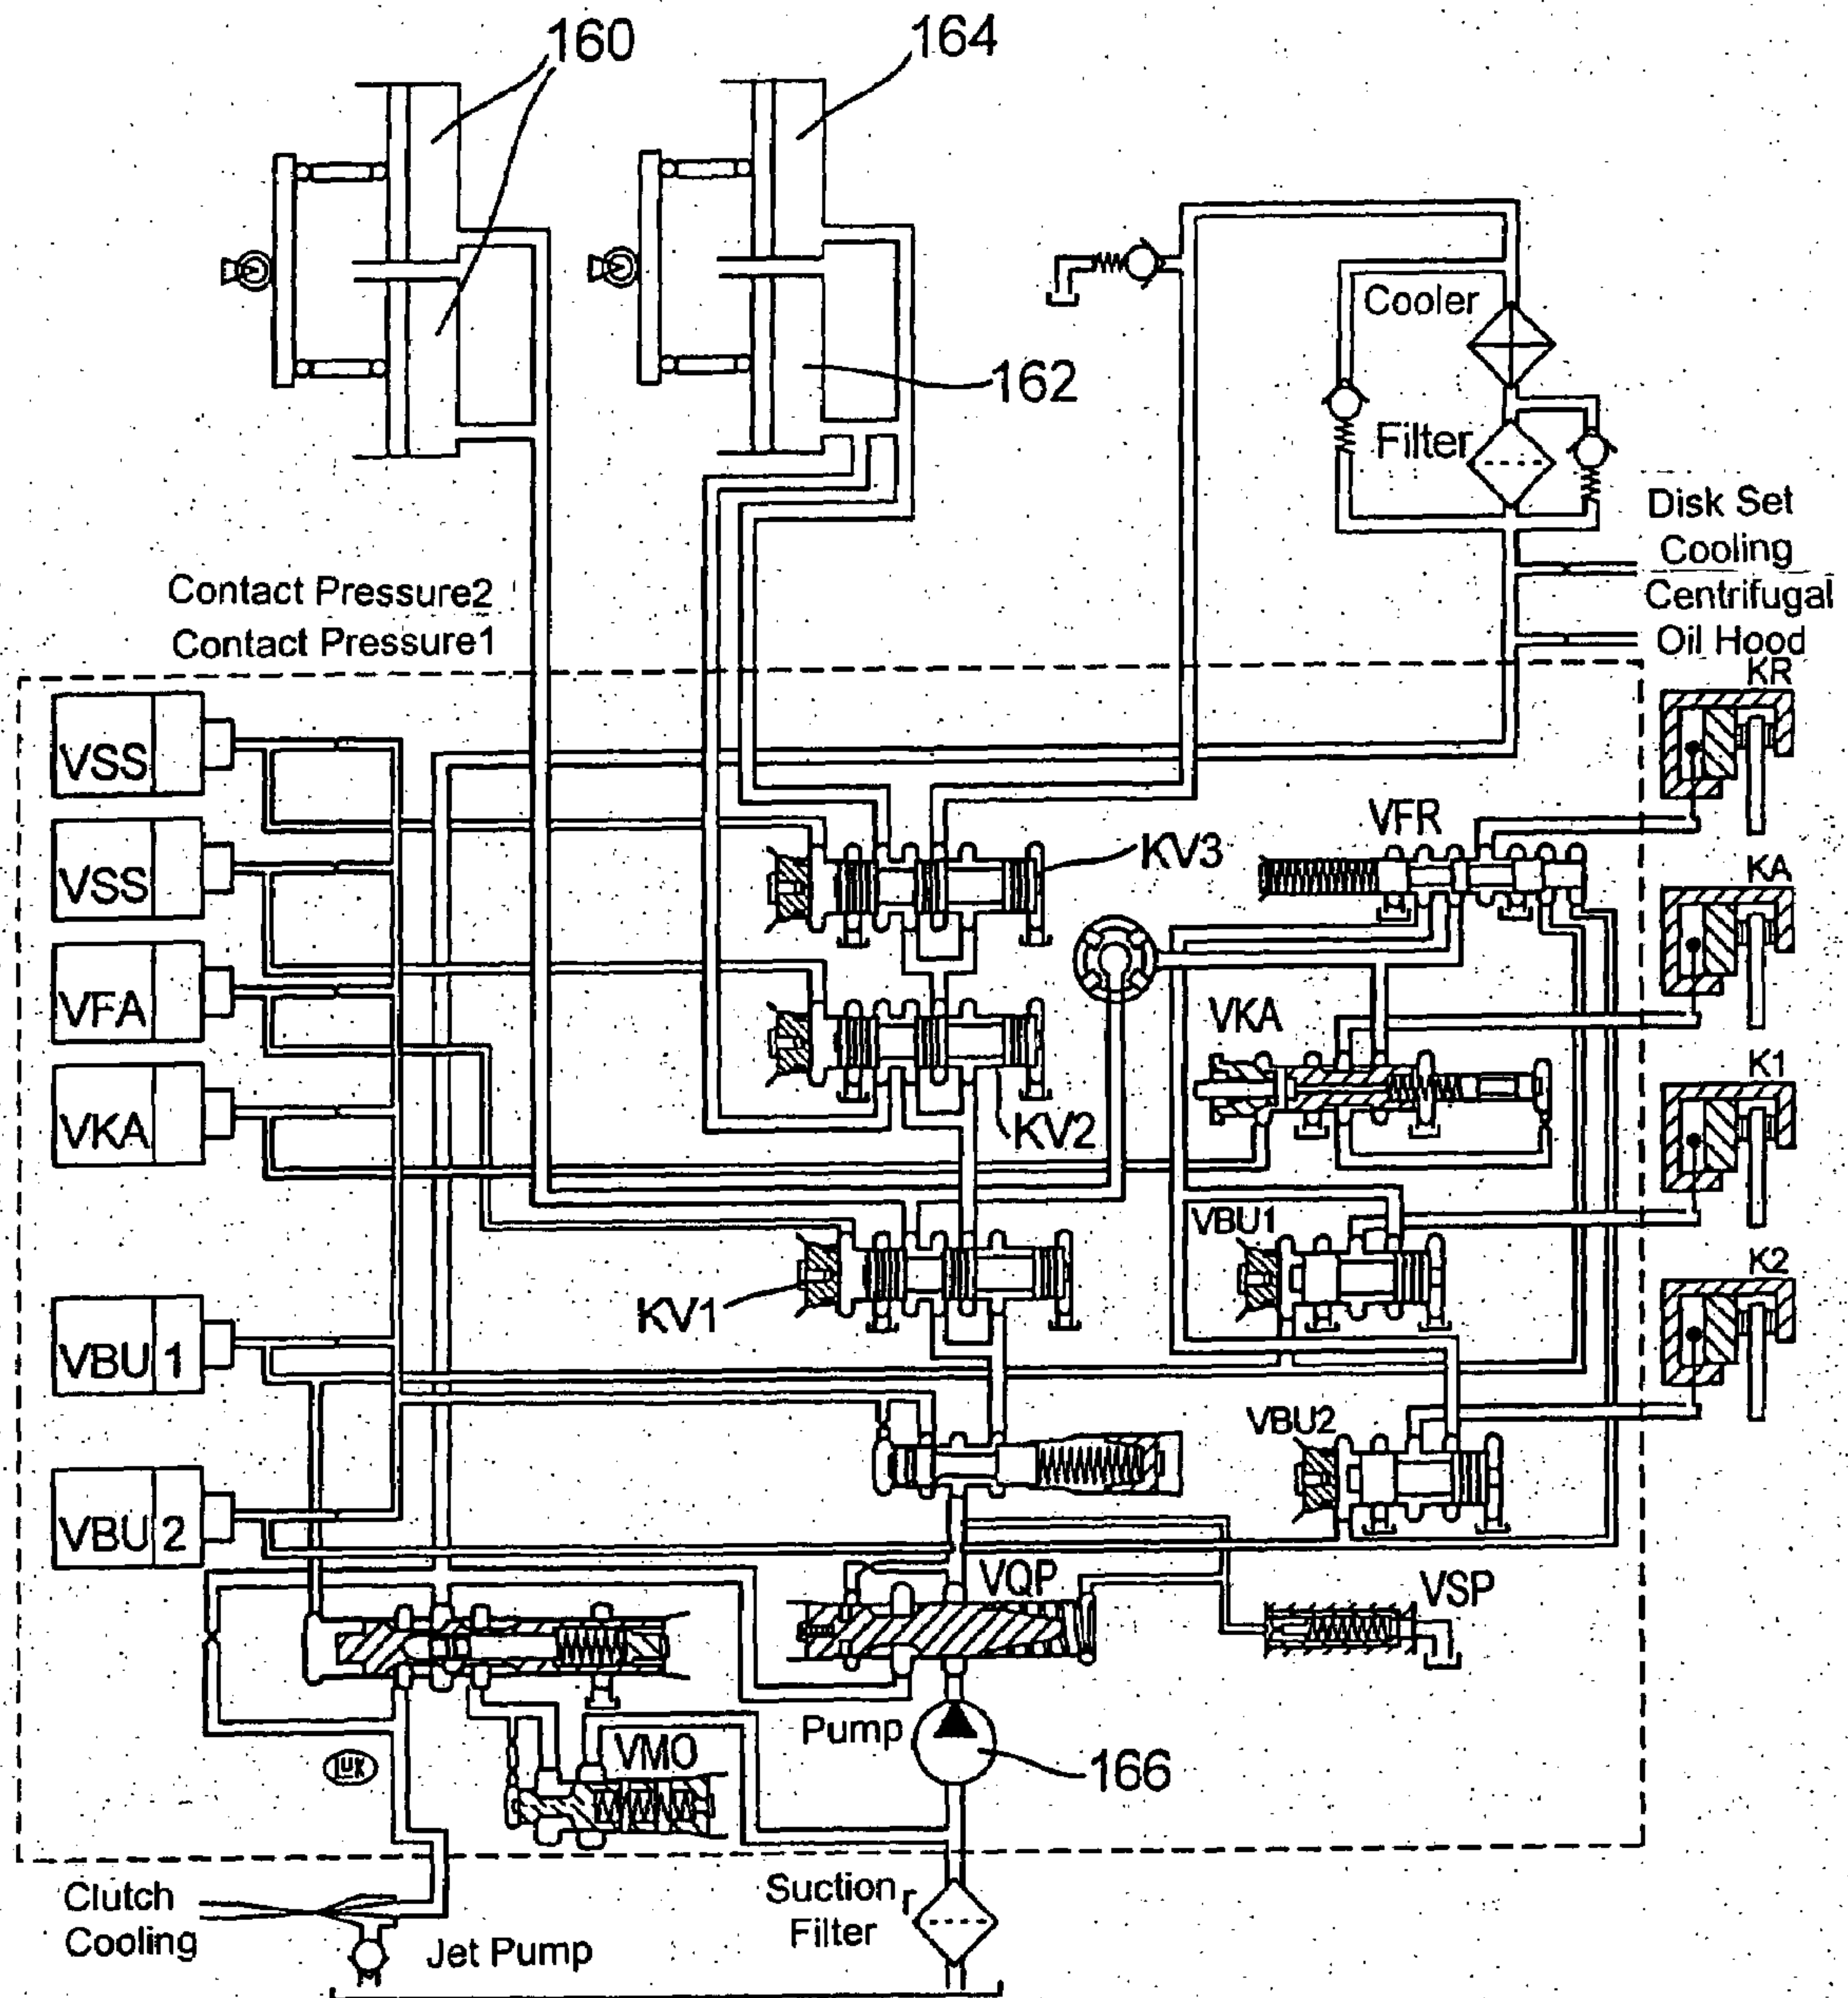 160
164
Cooler
162
Filter
Disk Set
Cooling
Centrifugal
Oil Hood
Contact Pressure2
Contact Pressure1
KR
VSS
VFR
KV3
VSS
KA
VFA
VKA
VKA
KV2
K1
VBU1
KV1
K2
VBU 1
VBU2
VBU 2
VQP
VSP
Pump
LUK
VMO
166
Clutch
Cooling
Suction
Filter
r
Jet Pump